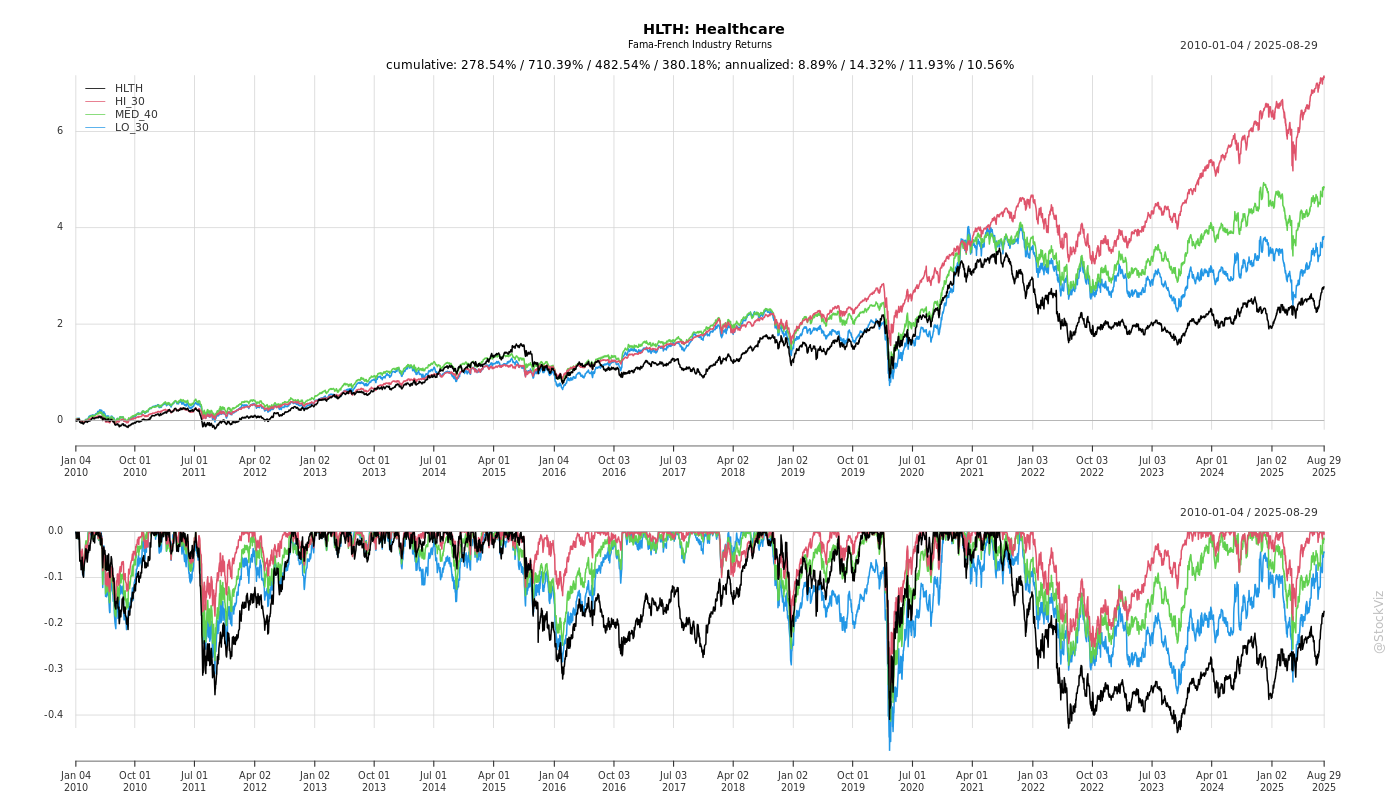 HLTH: Healthcare
Fama-French Industry Returns
2010-01-04 / 2025-08-29
cumulative: 278.54% / 710.39% / 482.54% / 380.18%; annualized: 8.89% / 14.32% / 11.93% / 10.56%
HLTH
HI_30
MED_40
LO_30
6
4
2
0
Jan 04 Oct 01 Jul 01 Apr 02 Jan 02 Oct 01 Jul 01 Apr 01 Jan 04 Oct 03 Jul 03 Apr 02 Jan 02 Oct 01 Jul 01 Apr 01 Jan 03 Oct 03 Jul 03 Apr 01 Jan 02 Aug 29
2010 2010 2011 2012 2013 2013 2014 2015 2016 2016 2017 2018 2019 2019 2020 2021 2022 2022 2023 2024 2025 2025
2010-01-04 / 2025-08-29
0.0
-0.1
-0.2
-0.3
-0.4
Jan 04 Oct 01 Jul 01 Apr 02 Jan 02 Oct 01 Jul 01 Apr 01 Jan 04 Oct 03 Jul 03 Apr 02 Jan 02 Oct 01 Jul 01 Apr 01 Jan 03 Oct 03 Jul 03 Apr 01 Jan 02 Aug 29
2010 2010 2011 2012 2013 2013 2014 2015 2016 2016 2017 2018 2019 2019 2020 2021 2022 2022 2023 2024 2025 2025
@StockViz